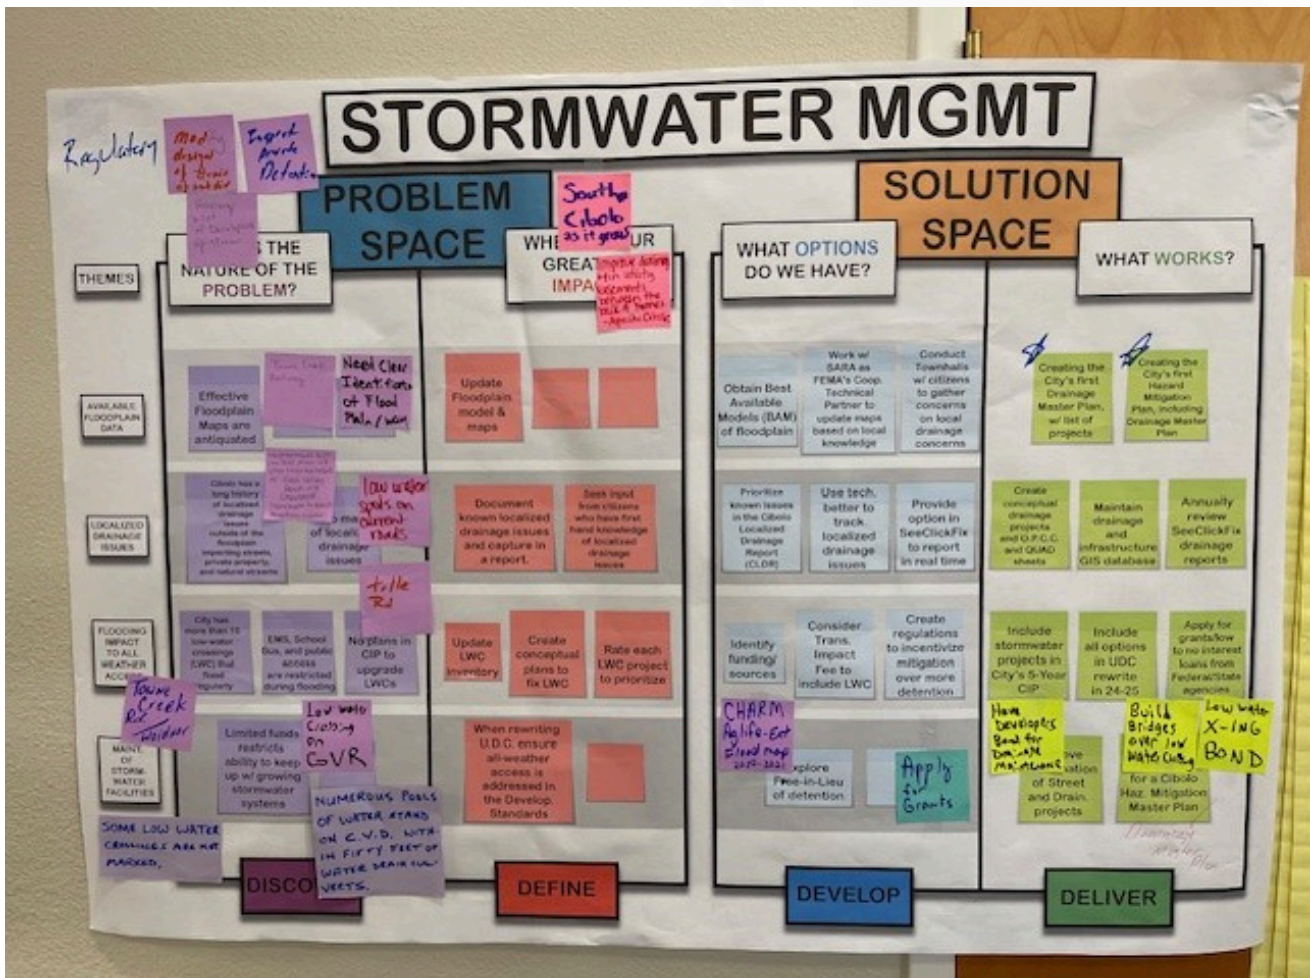 STORMWATER MGMT
Regulatory
Detention
PROBLEM
SPACE
South
Cibolo
as it grows
SOLUTION
SPACE
THE
NATURE OF THE
PROBLEM?
WHE UR
GREAT
IMPA
between the
WHAT OPTIONS
DO WE HAVE?
WHAT WORKS?
THEMES
AVAILABLE
FLOODPLAIN
DATA
Effective
Floodplain
Maps are
antiquated
Need Clear
of Flood
Update
Floodplain
model &
maps
Obtain Best
Available
Models (BAM)
of floodplain
Work w/
SARA as
FEMA's Coop.
Technical
Partner to
update maps
based on local
knowledge
Conduct
Townhalls
w/ citizens
to gather
concerns
on local
drainage
concerns
Creating the
City's first
Drainage
Master Plan,
w/ list of
projects
Creating the
City's first
Hazard
Mitigation
Plan, including
Drainage Master
Plan
LOCALIZED
DRAINAGE
ISSUES
Cibolo has a
long history
of localized
drainage
issues
outside of the
floodplain
impacting streets,
private property,
and natural streams
of local
drainage
issues
low water
spots on
current
roads
Document
known localized
drainage issues
and capture in
a report.
Seek input
from citizens
who have first
hand knowledge
of localized
drainage
issues
Prioritize
known issues
in the Cibolo
Localized
Drainage
Report
(CLDR)
Use tech.
better to
track
localized
drainage
issues
Provide
option in
SeeClickFix
to report
in real time
Create
conceptual
drainage
projects
and O.P.C.C.
and QUAD
sheets
Maintain
drainage
and
infrastructure
GIS database
Annually
review
SeeClickFix
drainage
reports
Rd
FLOODING
IMPACT
TO ALL
WEATHER
ACCESS
City has
more than 10
low-water
crossings
(LWC) that
flood
regularly
EMS, School
Bus, and public
access
are restricted
during flooding
No plans in
CIP to
upgrade
LWCs
Update
LWC
inventory
Create
conceptual
plans to
fix LWC
Rate each
LWC project
to prioritize
Identify
funding/
sources
Consider
Trans.
Impact
Fee to
include LWC
Create
regulations
to incentivize
mitigation
over more
detention
Include
stormwater
projects in
City's 5-Year
CIP
Include
all options
in UDC
rewrite
in 24-25
Apply for
grants/low
to no interest
loans from
Federal/State
agencies
Towne
Creek
Rd
MAINT.
OF
STORM-
WATER
FACILITIES
Limited funds
restricts
ability to keep
up w/ growing
stormwater
systems
Low water
Crossing
on
GVR
When rewriting
U.D.C. ensure
all-weather
access is
addressed in
the Develop.
Standards
CHARM
Flood map
Explore
Fee-in-Lieu
of detention
Apply
for
Grants
Have
Developers
Bond for
Drainage
Maintenance
of Street
and Drain.
projects
Build
Bridges
over low
Water Crossing
for a Cibolo
Haz. Mitigation
Master Plan
Low water
X-ING
BOND
SOME LOW WATER
CROSSINGS ARE NOT
MARKED.
NUMEROUS POOLS
OF WATER STAND
ON C.V.D. WITH-
IN FIFTY FEET OF
WATER DRAIN CUL-
VERTS.
DISCO
DEFINE
DEVELOP
DELIVER